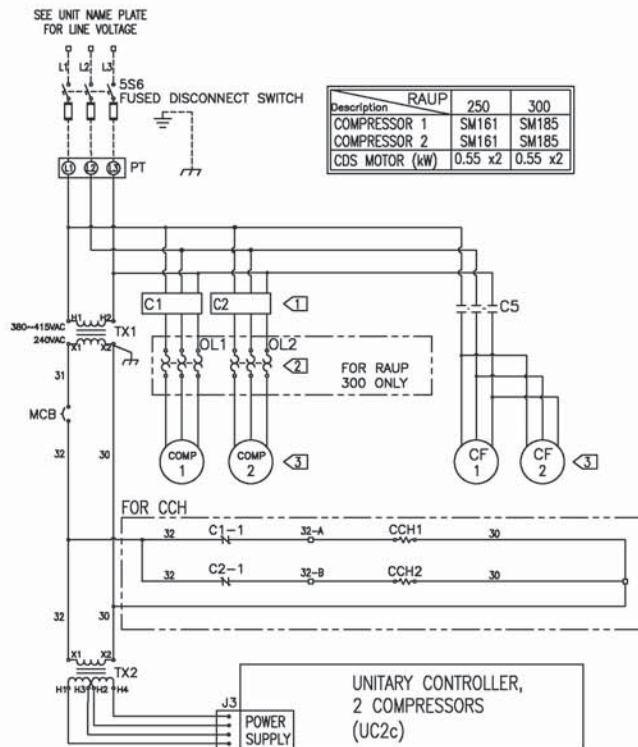 SEE UNIT NAME PLATE
FOR LINE VOLTAGE
L1 L2 L3
5S6
FUSED DISCONNECT SWITCH
L1 L2 L3 PT
Description RAUP 250 300
COMPRESSOR 1 SM161 SM185
COMPRESSOR 2 SM161 SM185
CDS MOTOR (kW) 0.55 x2 0.55 x2
C1 C2 1 C5
H1 H2
380~415VAC TX1
240VAC
X1 X2
OL1 OL2
2
FOR RAUP
300 ONLY
31
MCB
COMP 1
COMP 2
3
CF 1
CF 2
3
32 30
FOR CCH
32 C1-1 32-A CCH1 30
32 C2-1 32-B CCH2 30
32 30
X1 X2
TX2
H1 H3 H2 H4
J3
POWER
SUPPLY
UNITARY CONTROLLER,
2 COMPRESSORS
(UC2c)